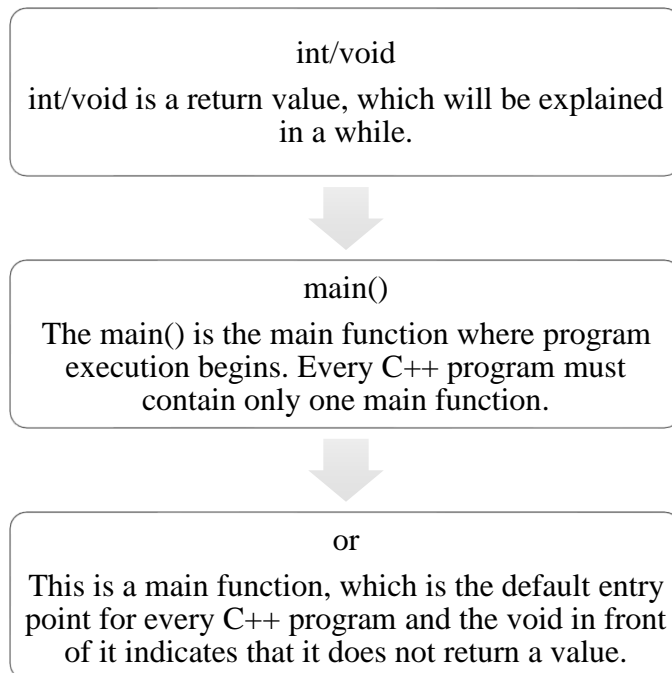 int/void
int/void is a return value, which will be explained
in a while.
main()
The main() is the main function where program
execution begins. Every C++ program must
contain only one main function.
or
This is a main function, which is the default entry
point for every C++ program and the void in front
of it indicates that it does not return a value.